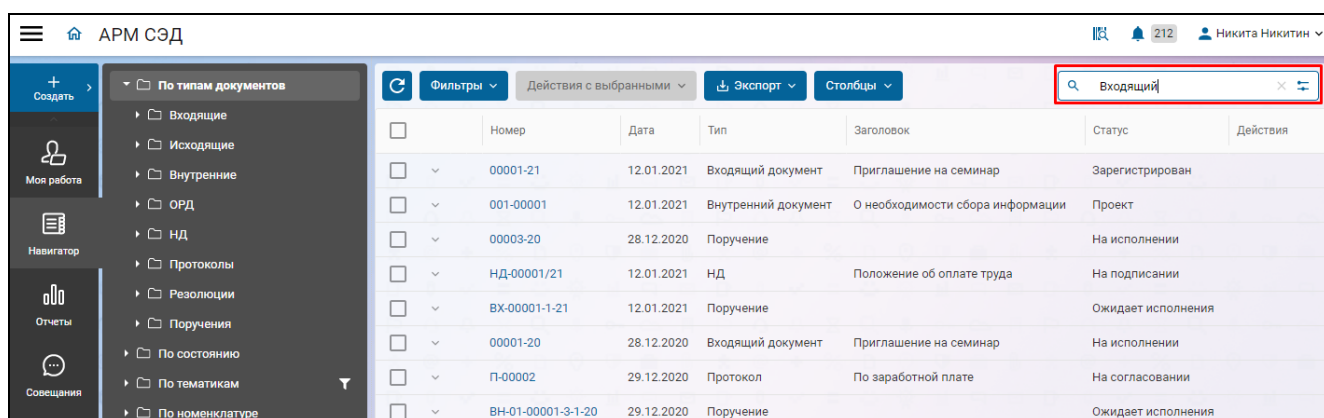 АРМ СЭД
212 Никита Никитин
Создать
Моя работа
Навигатор
Отчеты
Совещания
По типам документов
Входящие
Исходящие
Внутренние
ОРД
НД
Протоколы
Резолюции
Поручения
По состоянию
По тематикам
По номенклатуре
Фильтры Действия с выбранными Экспорт Столбцы Входящий
Номер Дата Тип Заголовок Статус Действия
00001-21 12.01.2021 Входящий документ Приглашение на семинар Зарегистрирован
001-00001 12.01.2021 Внутренний документ О необходимости сбора информации Проект
00003-20 28.12.2020 Поручение На исполнении
НД-00001/21 12.01.2021 НД Положение об оплате труда На подписании
ВХ-00001-1-21 12.01.2021 Поручение Ожидает исполнения
00001-20 28.12.2020 Входящий документ Приглашение на семинар На исполнении
П-00002 29.12.2020 Протокол По заработной плате На согласовании
ВН-01-00001-3-1-20 29.12.2020 Поручение Ожидает исполнения